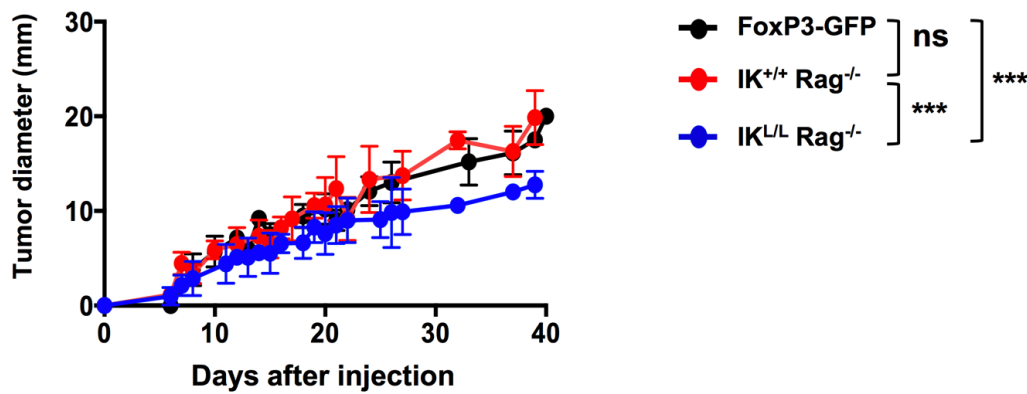 Tumor diameter (mm)
30
20
10
0
0 10 20 30 40
Days after injection
FoxP3-GFP
IK+/+ Rag-/-
IKL/L Rag-/-
ns
***
***